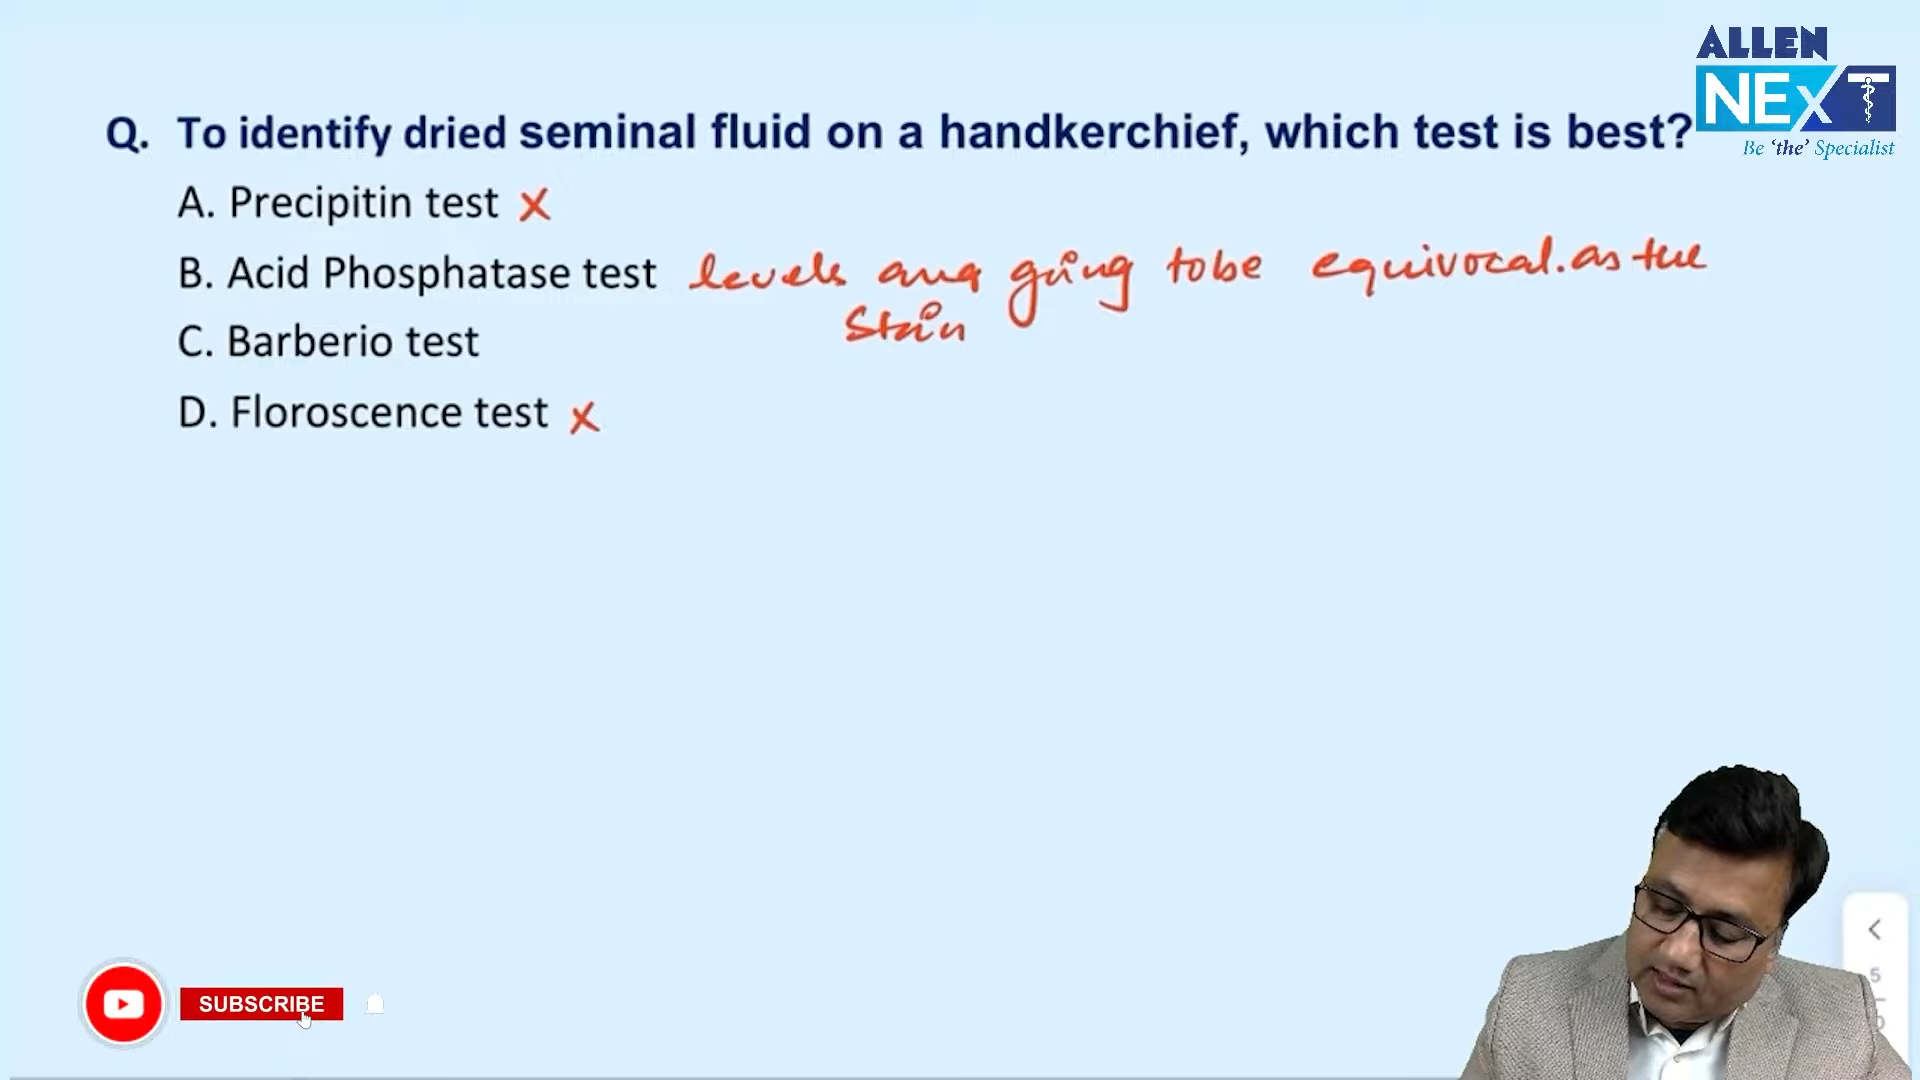 ALLEN
NEXT
Be 'the' Specialist
Q. To identify dried seminal fluid on a handkerchief, which test is best?
A. Precipitin test X
B. Acid Phosphatase test levels are going to be equivocal. as the
stain
C. Barberio test
D. Floroscence test X
SUBSCRIBE
5